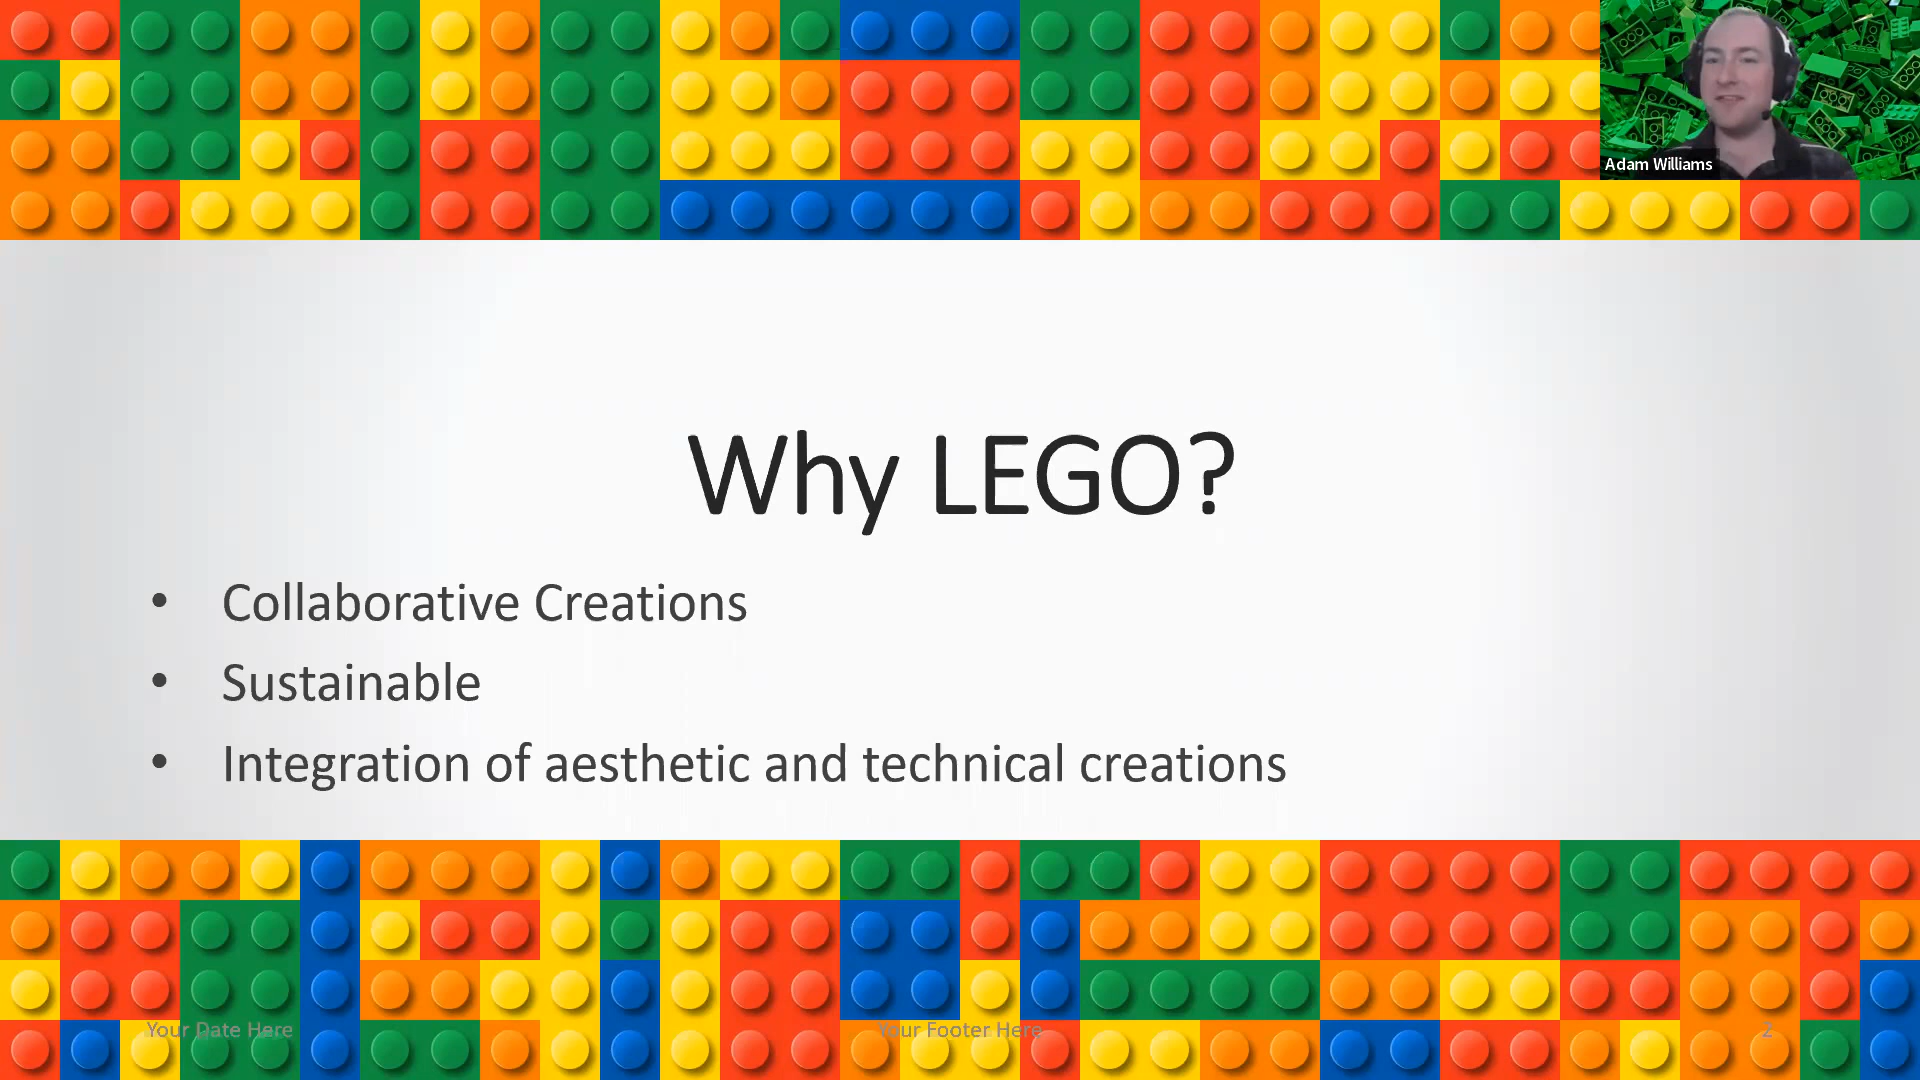 Adam Williams
Why LEGO?
• Collaborative Creations
• Sustainable
• Integration of aesthetic and technical creations
Your Date Here
Your Footer Here
2